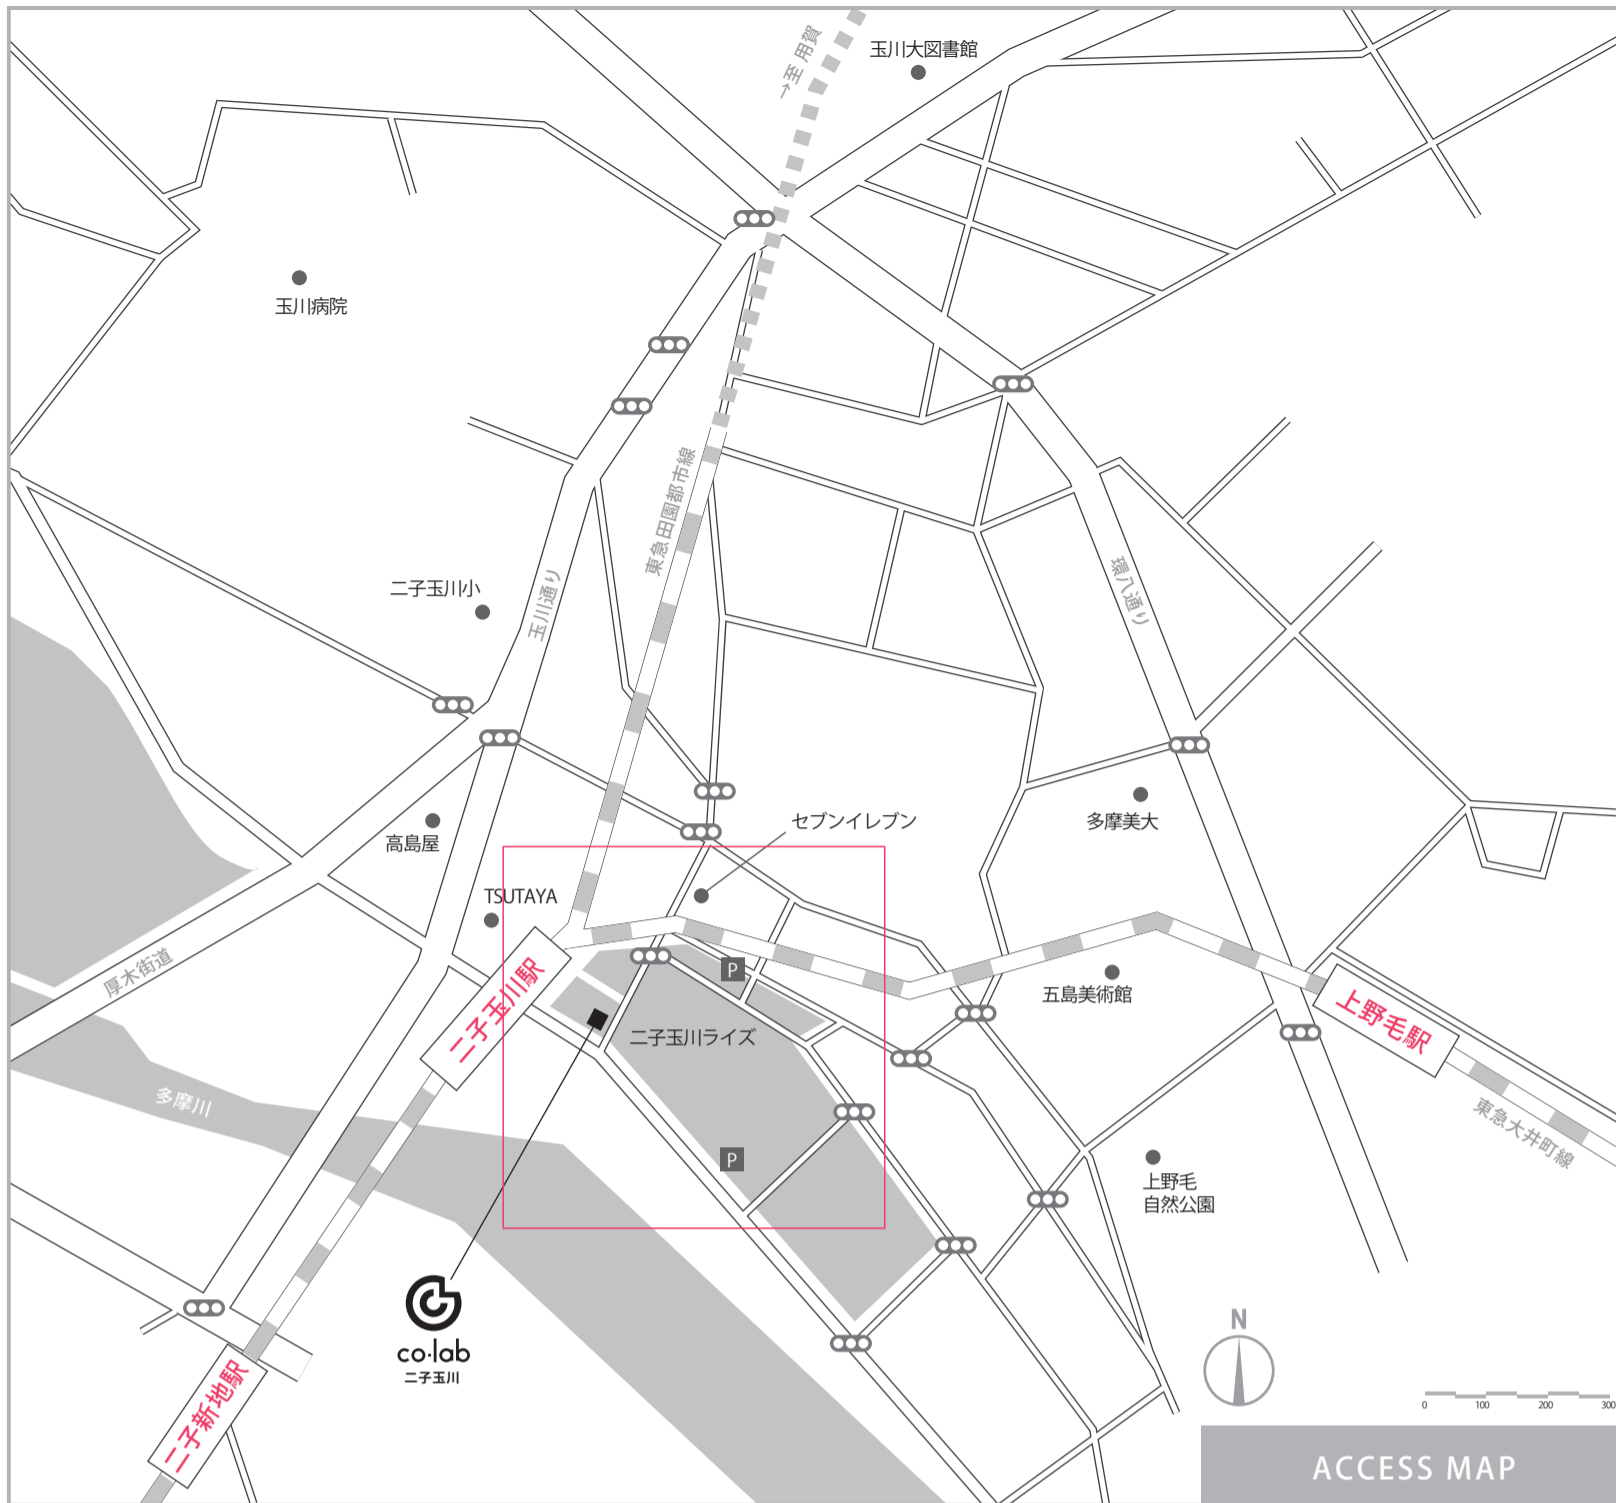 玉川大図書館
→至 用賀
玉川病院
東急田園都市線
二子玉川小
玉川通り
環八通り
セブンイレブン
多摩美大
高島屋
TSUTAYA
厚木街道
二子玉川駅
P
五島美術館
上野毛駅
二子玉川ライズ
多摩川
東急大井町線
P
上野毛
自然公園
co・lab
二子玉川
二子新地駅
N
0 100 200 300
ACCESS MAP